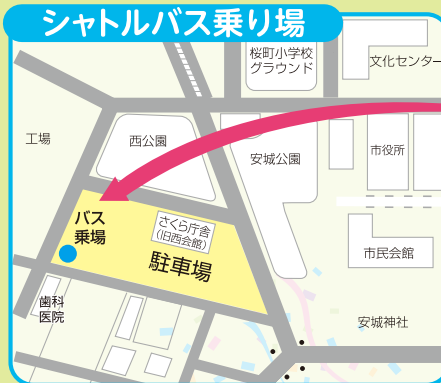 シャトルバス乗り場
桜町小学校
グラウンド
文化センター
工場
西公園
安城公園
市役所
バス
乗場
さくら庁舎
(旧西会館)
駐車場
市民会館
歯科
医院
安城神社